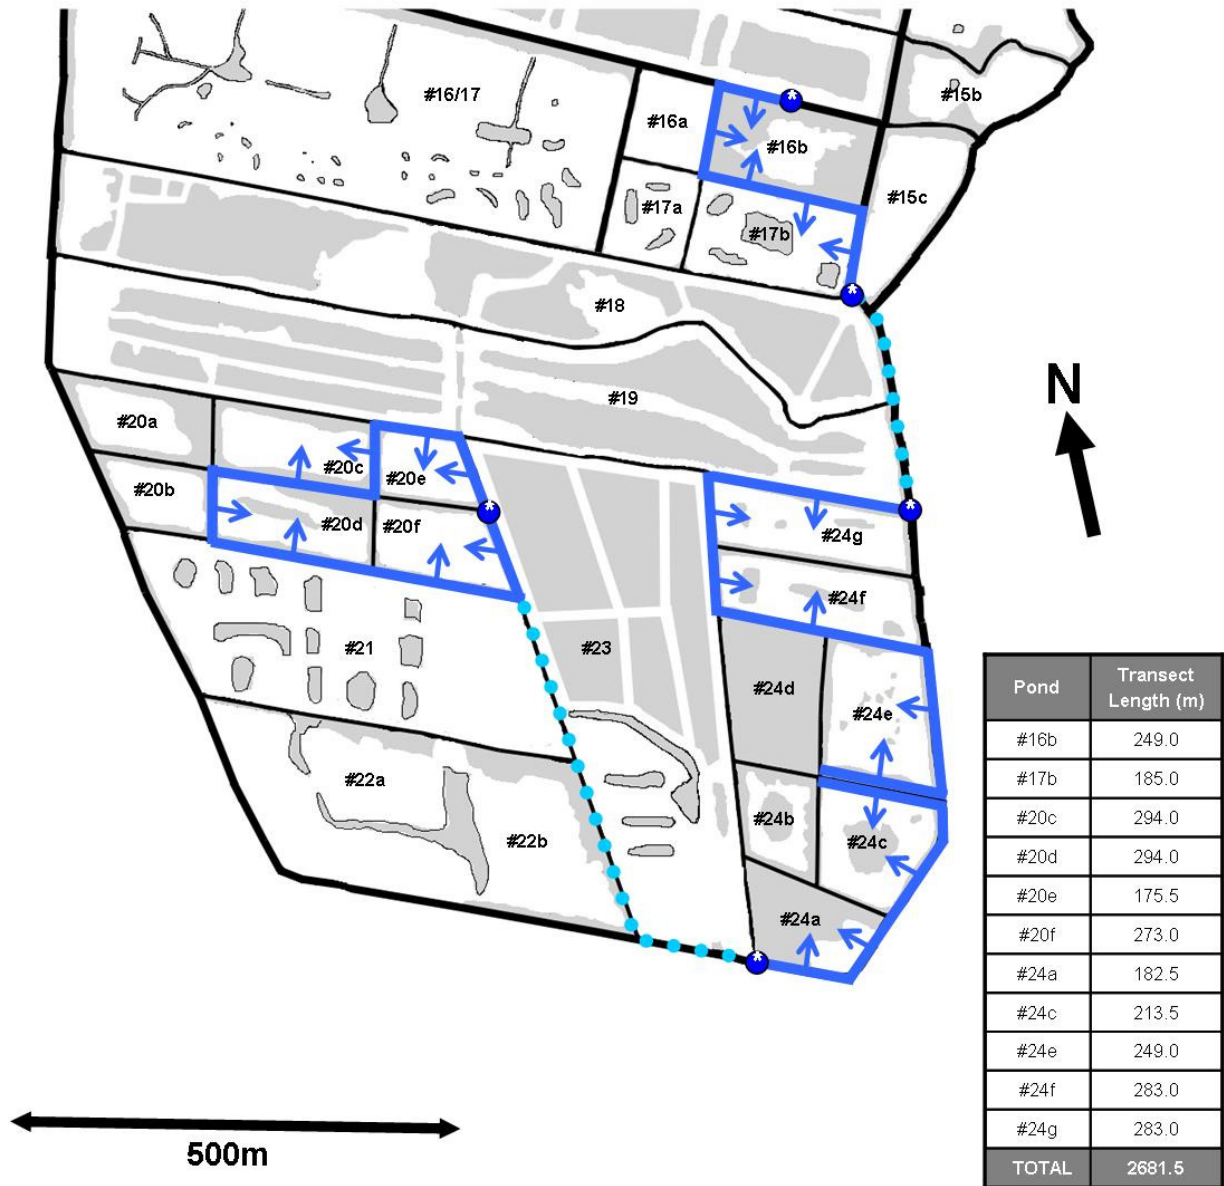 #16/17
#16a
#16b
#15b
#17a
#17b
#15c
#18
#19
N
#20a
#20c
#20e
#20b
#20d
#20f
#24g
#24f
#21
#23
#24d
#24e
#22a
#22b
#24b
#24c
#24a
*
*
*
*
*
500m
Pond Transect Length (m)
#16b 249.0
#17b 185.0
#20c 294.0
#20d 294.0
#20e 175.5
#20f 273.0
#24a 182.5
#24c 213.5
#24e 249.0
#24f 283.0
#24g 283.0
TOTAL 2681.5